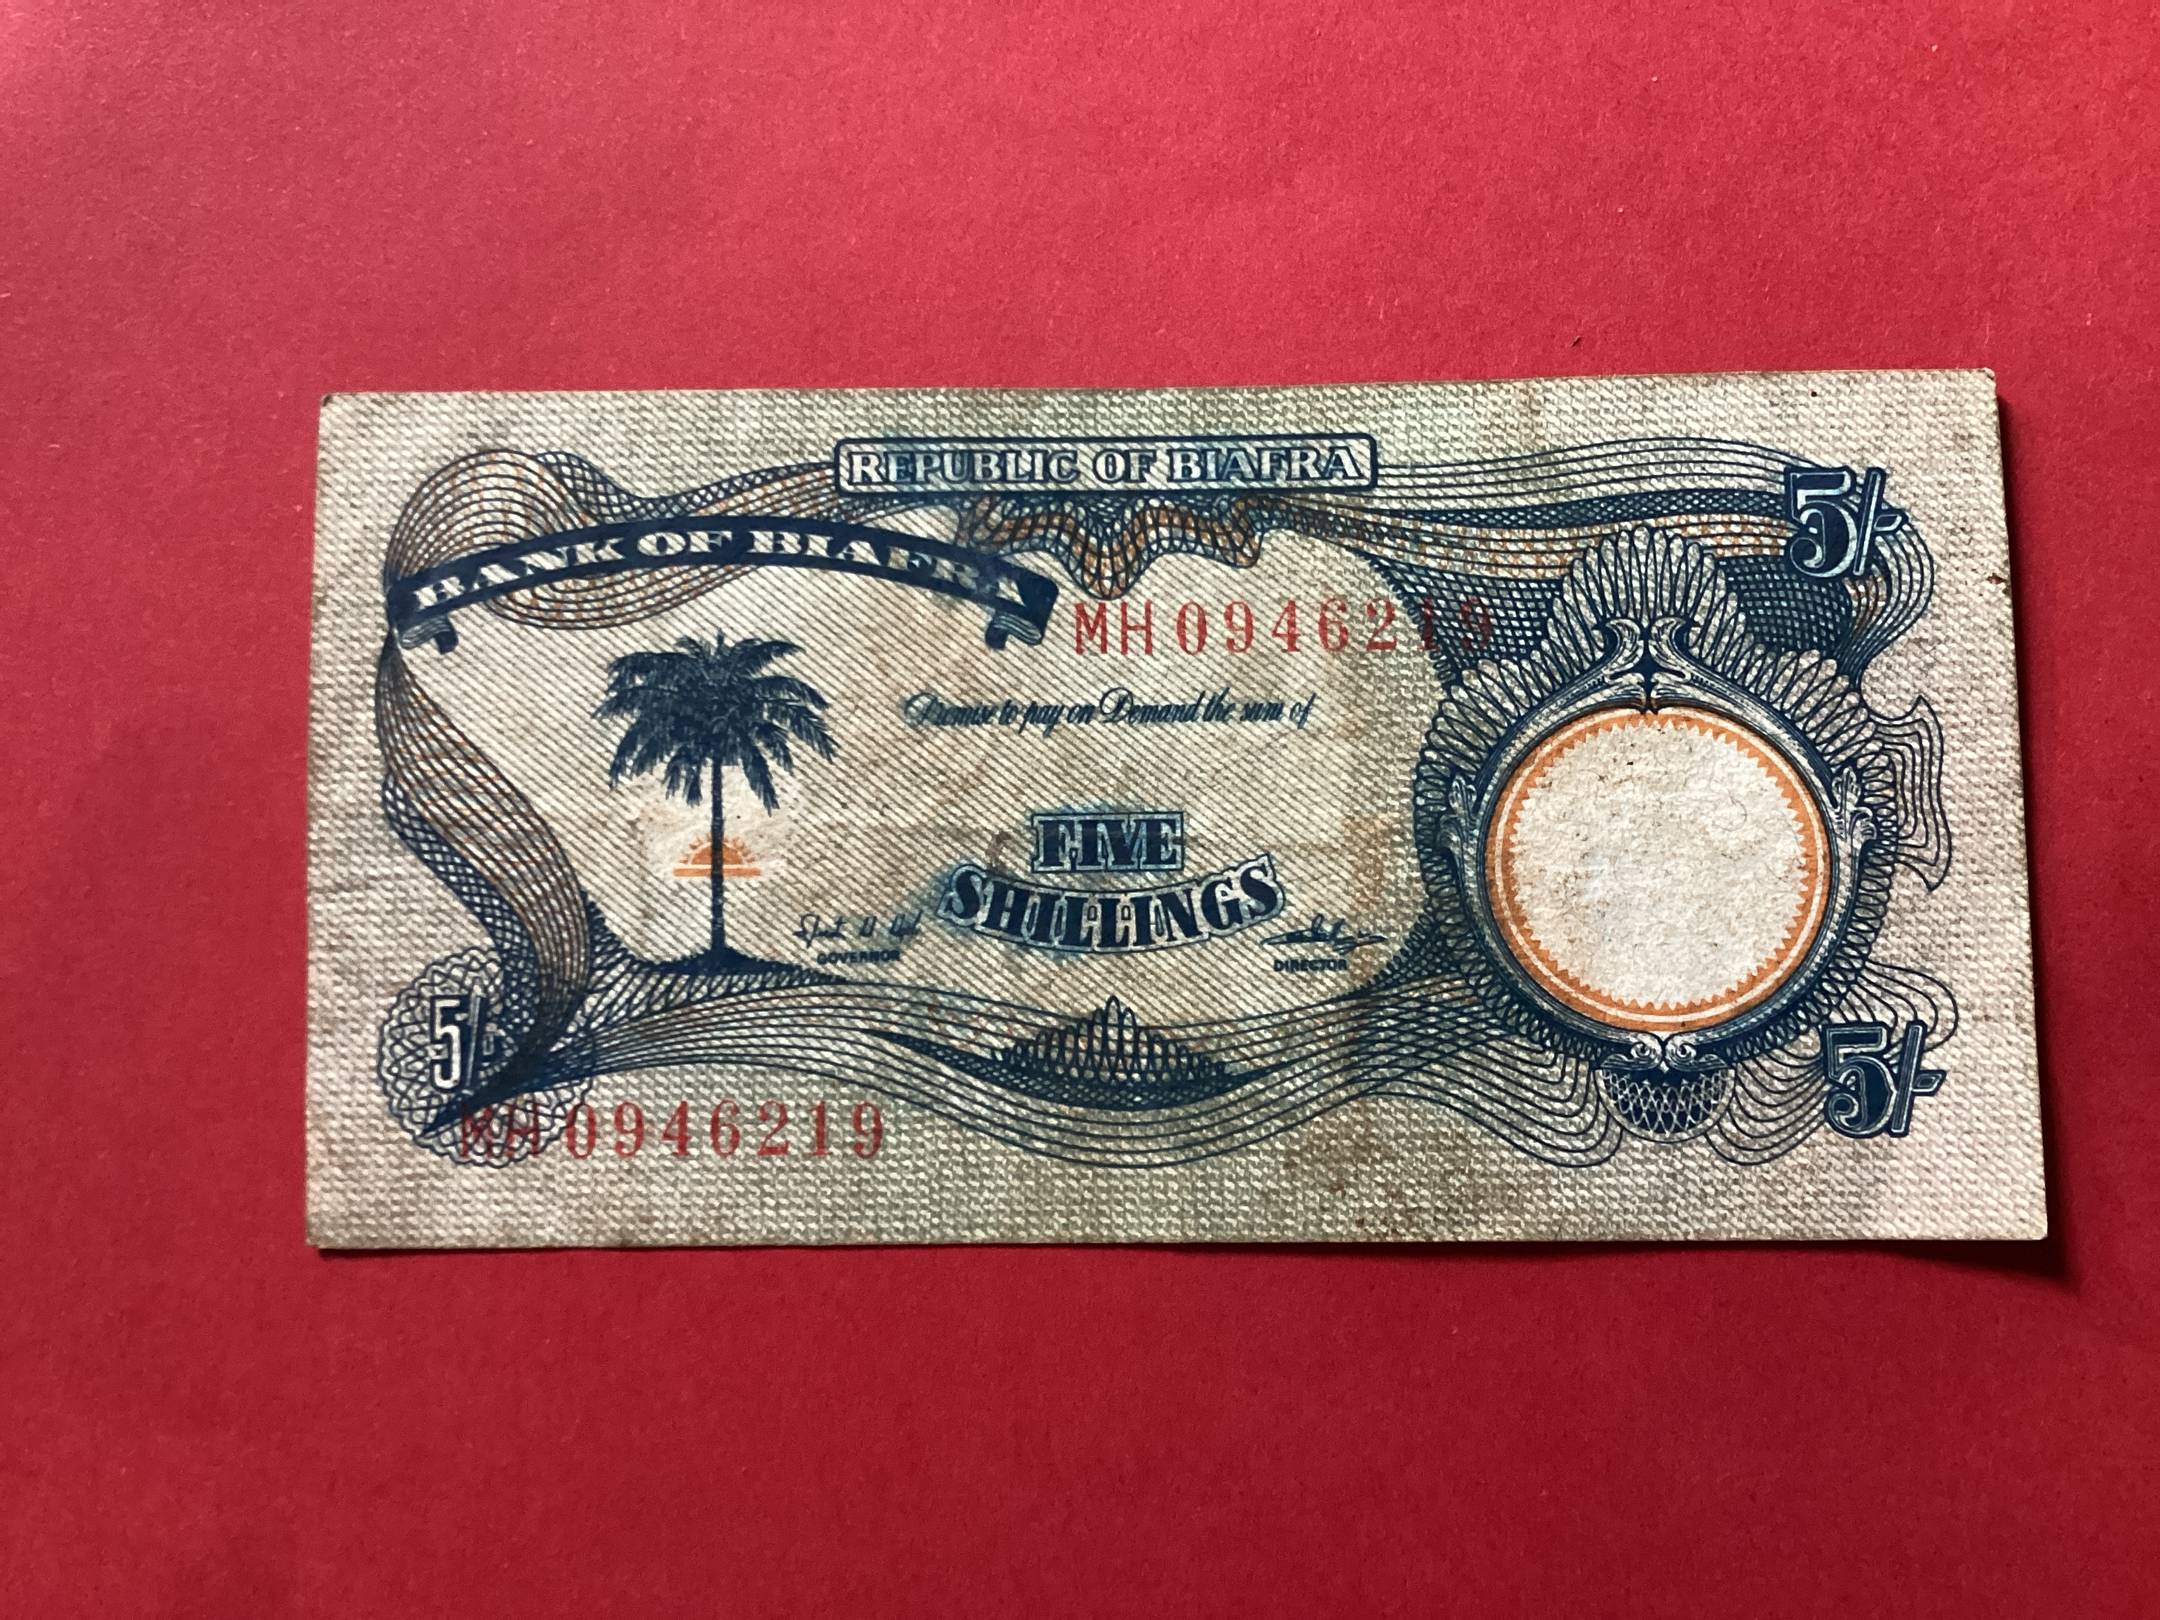 REPUBLIC OF BIAFRA
5/-
BANK OF BIAFRA
MH0946219
Promise to pay on Demand the sum of
FIVE
SHILLINGS
GOVERNOR
DIRECTOR
5/-
5/-
MH0946219